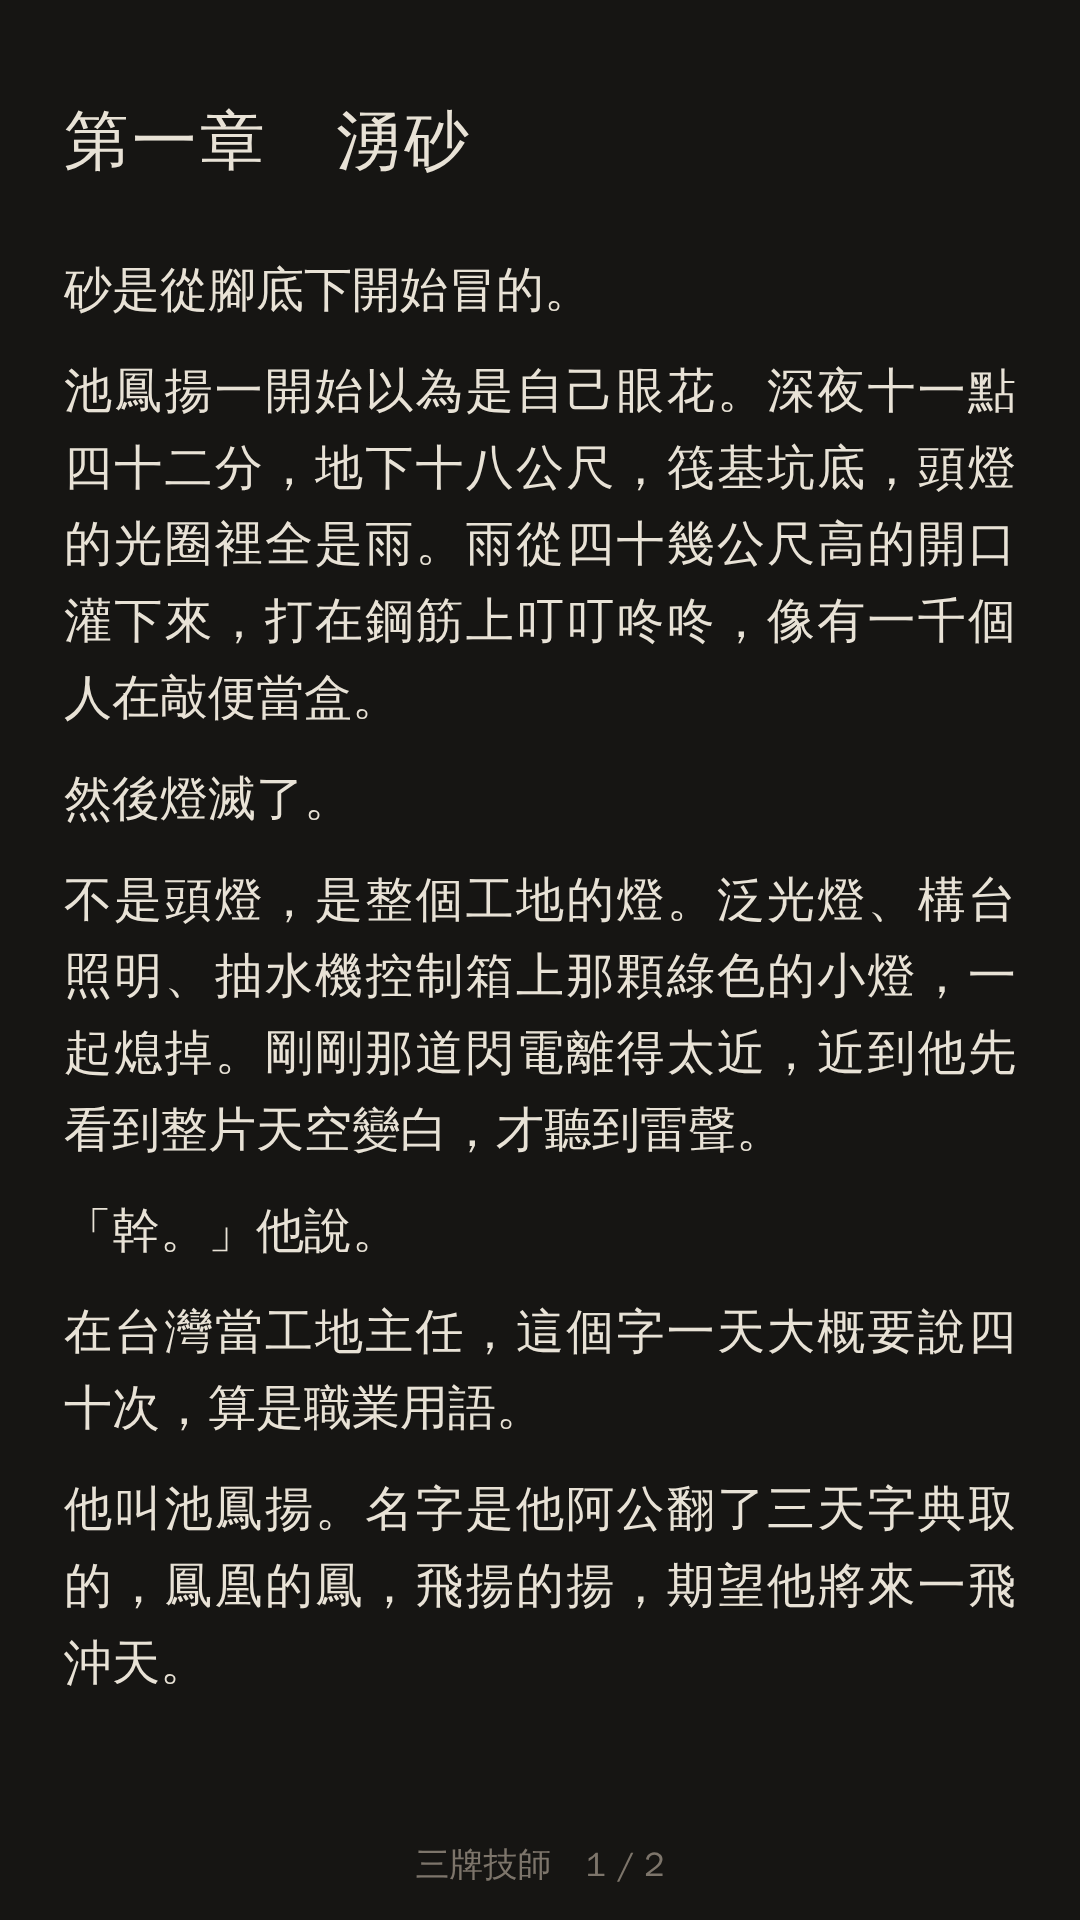 第一章　湧砂
砂是從腳底下開始冒的。
池鳳揚一開始以為是自己眼花。深夜十一點
四十二分，地下十八公尺，筏基坑底，頭燈
的光圈裡全是雨。雨從四十幾公尺高的開口
灌下來，打在鋼筋上叮叮咚咚，像有一千個
人在敲便當盒。
然後燈滅了。
不是頭燈，是整個工地的燈。泛光燈、構台
照明、抽水機控制箱上那顆綠色的小燈，一
起熄掉。剛剛那道閃電離得太近，近到他先
看到整片天空變白，才聽到雷聲。
「幹。」他說。
在台灣當工地主任，這個字一天大概要說四
十次，算是職業用語。
他叫池鳳揚。名字是他阿公翻了三天字典取
的，鳳凰的鳳，飛揚的揚，期望他將來一飛
沖天。
三牌技師　１/２